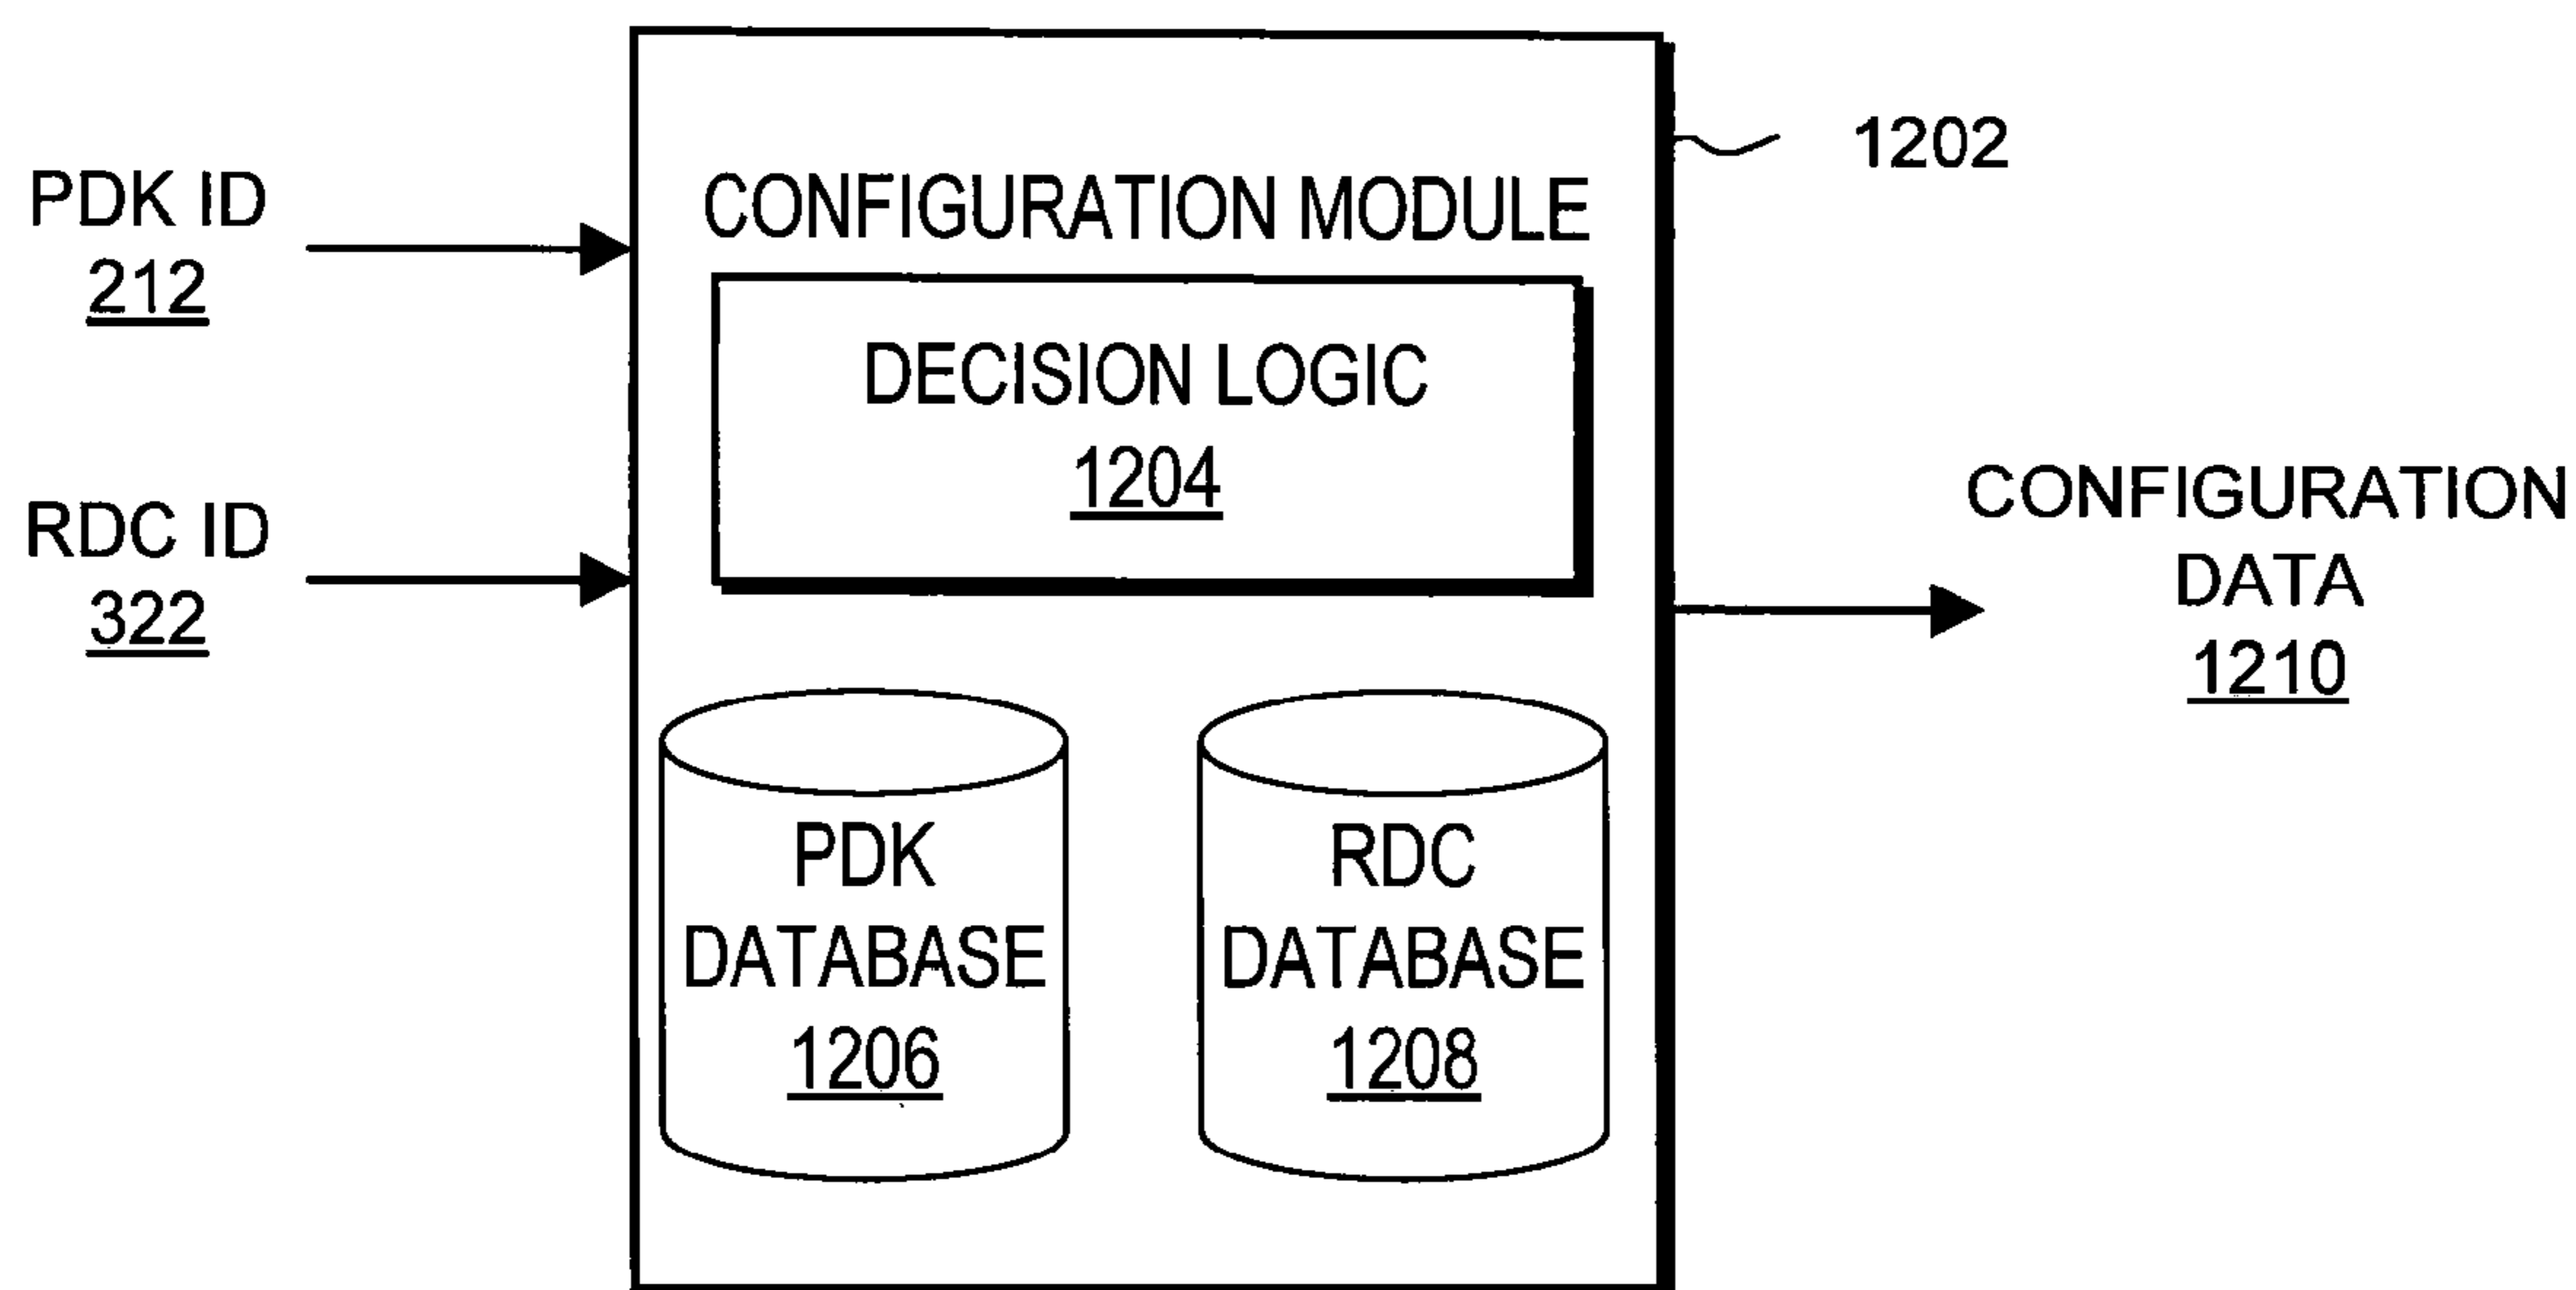 PDK ID
212
RDC ID
322
CONFIGURATION MODULE
DECISION LOGIC
1204
PDK
DATABASE
1206
RDC
DATABASE
1208
1202
CONFIGURATION
DATA
1210